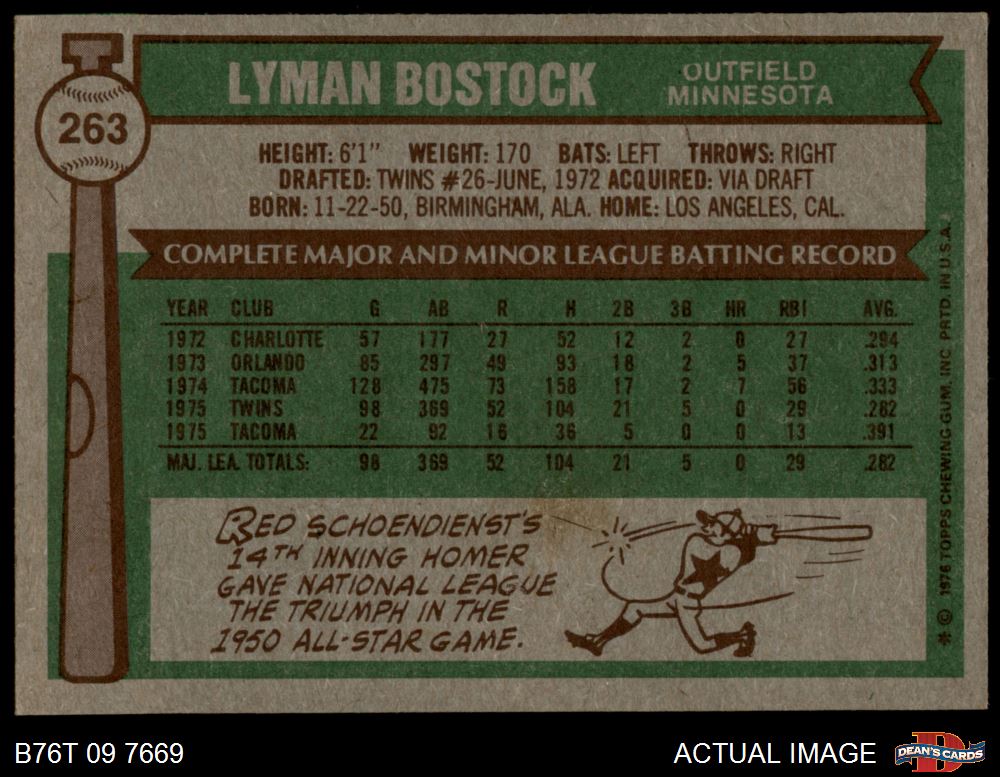 263
LYMAN BOSTOCK
OUTFIELD
MINNESOTA
HEIGHT: 6'1" WEIGHT: 170 BATS: LEFT THROWS: RIGHT
DRAFTED: TWINS #26-JUNE, 1972 ACQUIRED: VIA DRAFT
BORN: 11-22-50, BIRMINGHAM, ALA. HOME: LOS ANGELES, CAL.
COMPLETE MAJOR AND MINOR LEAGUE BATTING RECORD
YEAR CLUB G AB R H 2B 3B HR RBI AVG.
1972 CHARLOTTE 57 177 27 52 12 2 0 27 .294
1973 ORLANDO 85 297 49 93 18 2 5 37 .313
1974 TACOMA 128 475 73 158 17 2 7 56 .333
1975 TWINS 98 369 52 104 21 5 0 29 .282
1975 TACOMA 22 92 16 36 5 0 0 13 .391
MAJ. LEA. TOTALS: 98 369 52 104 21 5 0 29 .282
RED SCHOENDIENST'S
14TH INNING HOMER
GAVE NATIONAL LEAGUE
THE TRIUMPH IN THE
1950 ALL-STAR GAME.
* © 1976 TOPPS CHEWING GUM, INC. PRTD. IN U.S.A.
B76T 09 7669
ACTUAL IMAGE
DEAN'S CARDS